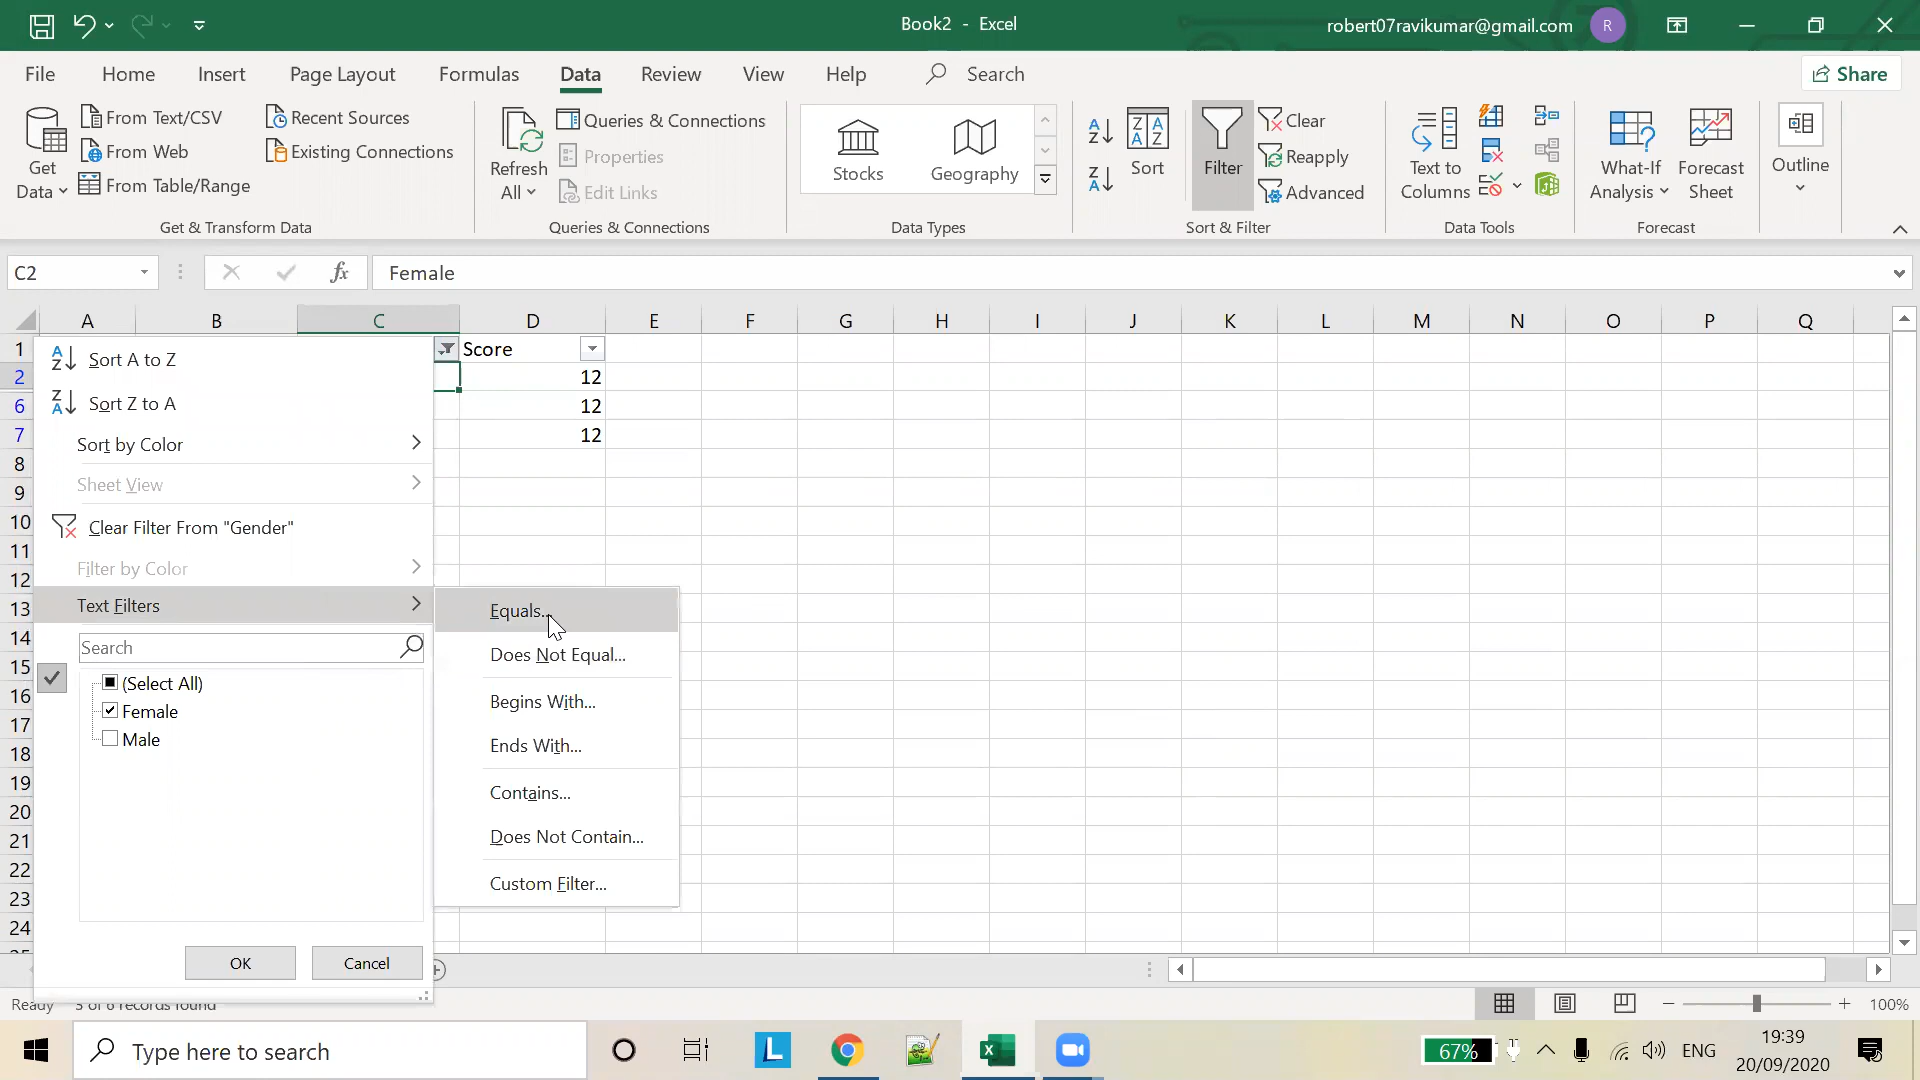 Book2 - Excel
robert07ravikumar@gmail.com
R
File Home Insert Page Layout Formulas Data Review View Help Search Share
Get Data
From Text/CSV
From Web
From Table/Range
Recent Sources
Existing Connections
Get & Transform Data
Refresh All
Queries & Connections
Properties
Edit Links
Queries & Connections
Stocks
Geography
Data Types
Sort
Filter
Clear
Reapply
Advanced
Sort & Filter
Text to Columns
Data Tools
What-If Analysis
Forecast Sheet
Forecast
Outline
C2
fx
Female
A B C D E F G H I J K L M N O P Q
1 Score
2 12
6 12
7 12
8
9
10
11
12
13
14
15
16
17
18
19
20
21
22
23
24
Sort A to Z
Sort Z to A
Sort by Color
Sheet View
Clear Filter From "Gender"
Filter by Color
Text Filters
Search
(Select All)
Female
Male
OK Cancel
Equals...
Does Not Equal...
Begins With...
Ends With...
Contains...
Does Not Contain...
Custom Filter...
Ready 3 of 6 records found
100%
Type here to search
L
67%
ENG
19:39
20/09/2020